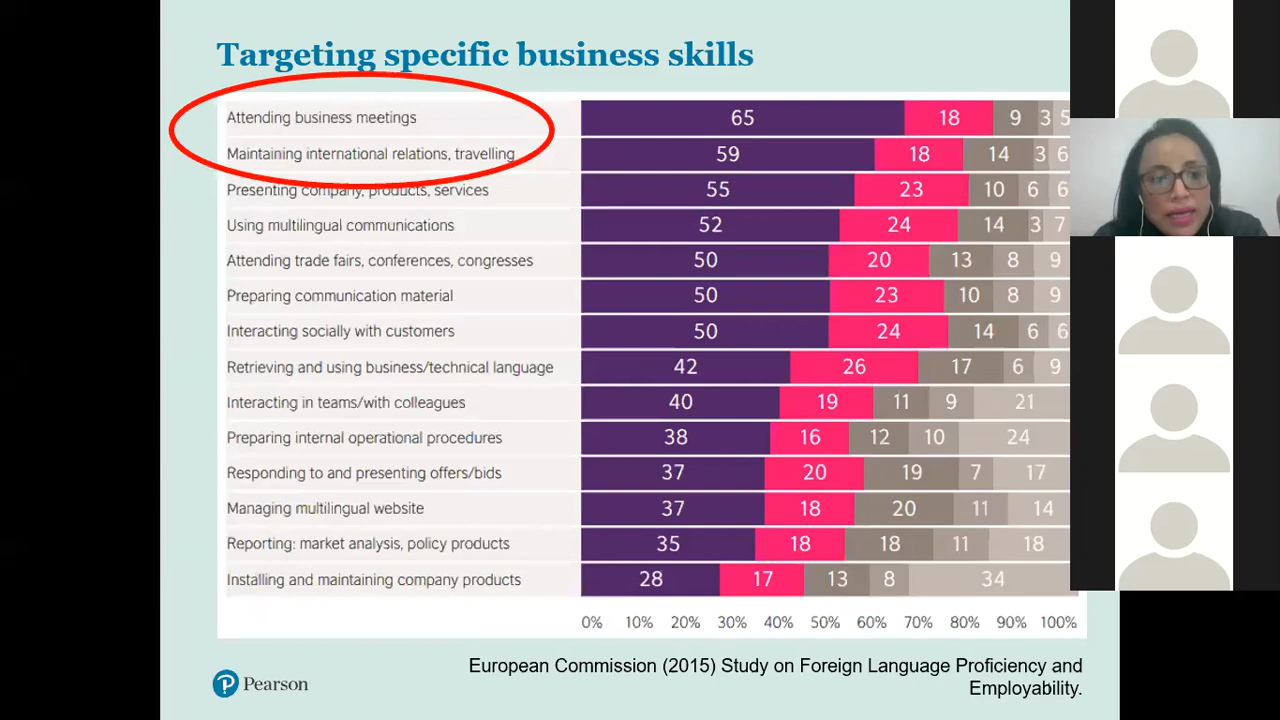 Targeting specific business skills
Attending business meetings 65 18 9 3 5
Maintaining international relations, travelling 59 18 14 3 6
Presenting company, products, services 55 23 10 6 6
Using multilingual communications 52 24 14 3 7
Attending trade fairs, conferences, congresses 50 20 13 8 9
Preparing communication material 50 23 10 8 9
Interacting socially with customers 50 24 14 6 6
Retrieving and using business/technical language 42 26 17 6 9
Interacting in teams/with colleagues 40 19 11 9 21
Preparing internal operational procedures 38 16 12 10 24
Responding to and presenting offers/bids 37 20 19 7 17
Managing multilingual website 37 18 20 11 14
Reporting: market analysis, policy products 35 18 18 11 18
Installing and maintaining company products 28 17 13 8 34
0% 10% 20% 30% 40% 50% 60% 70% 80% 90% 100%
European Commission (2015) Study on Foreign Language Proficiency and
Employability.
P Pearson